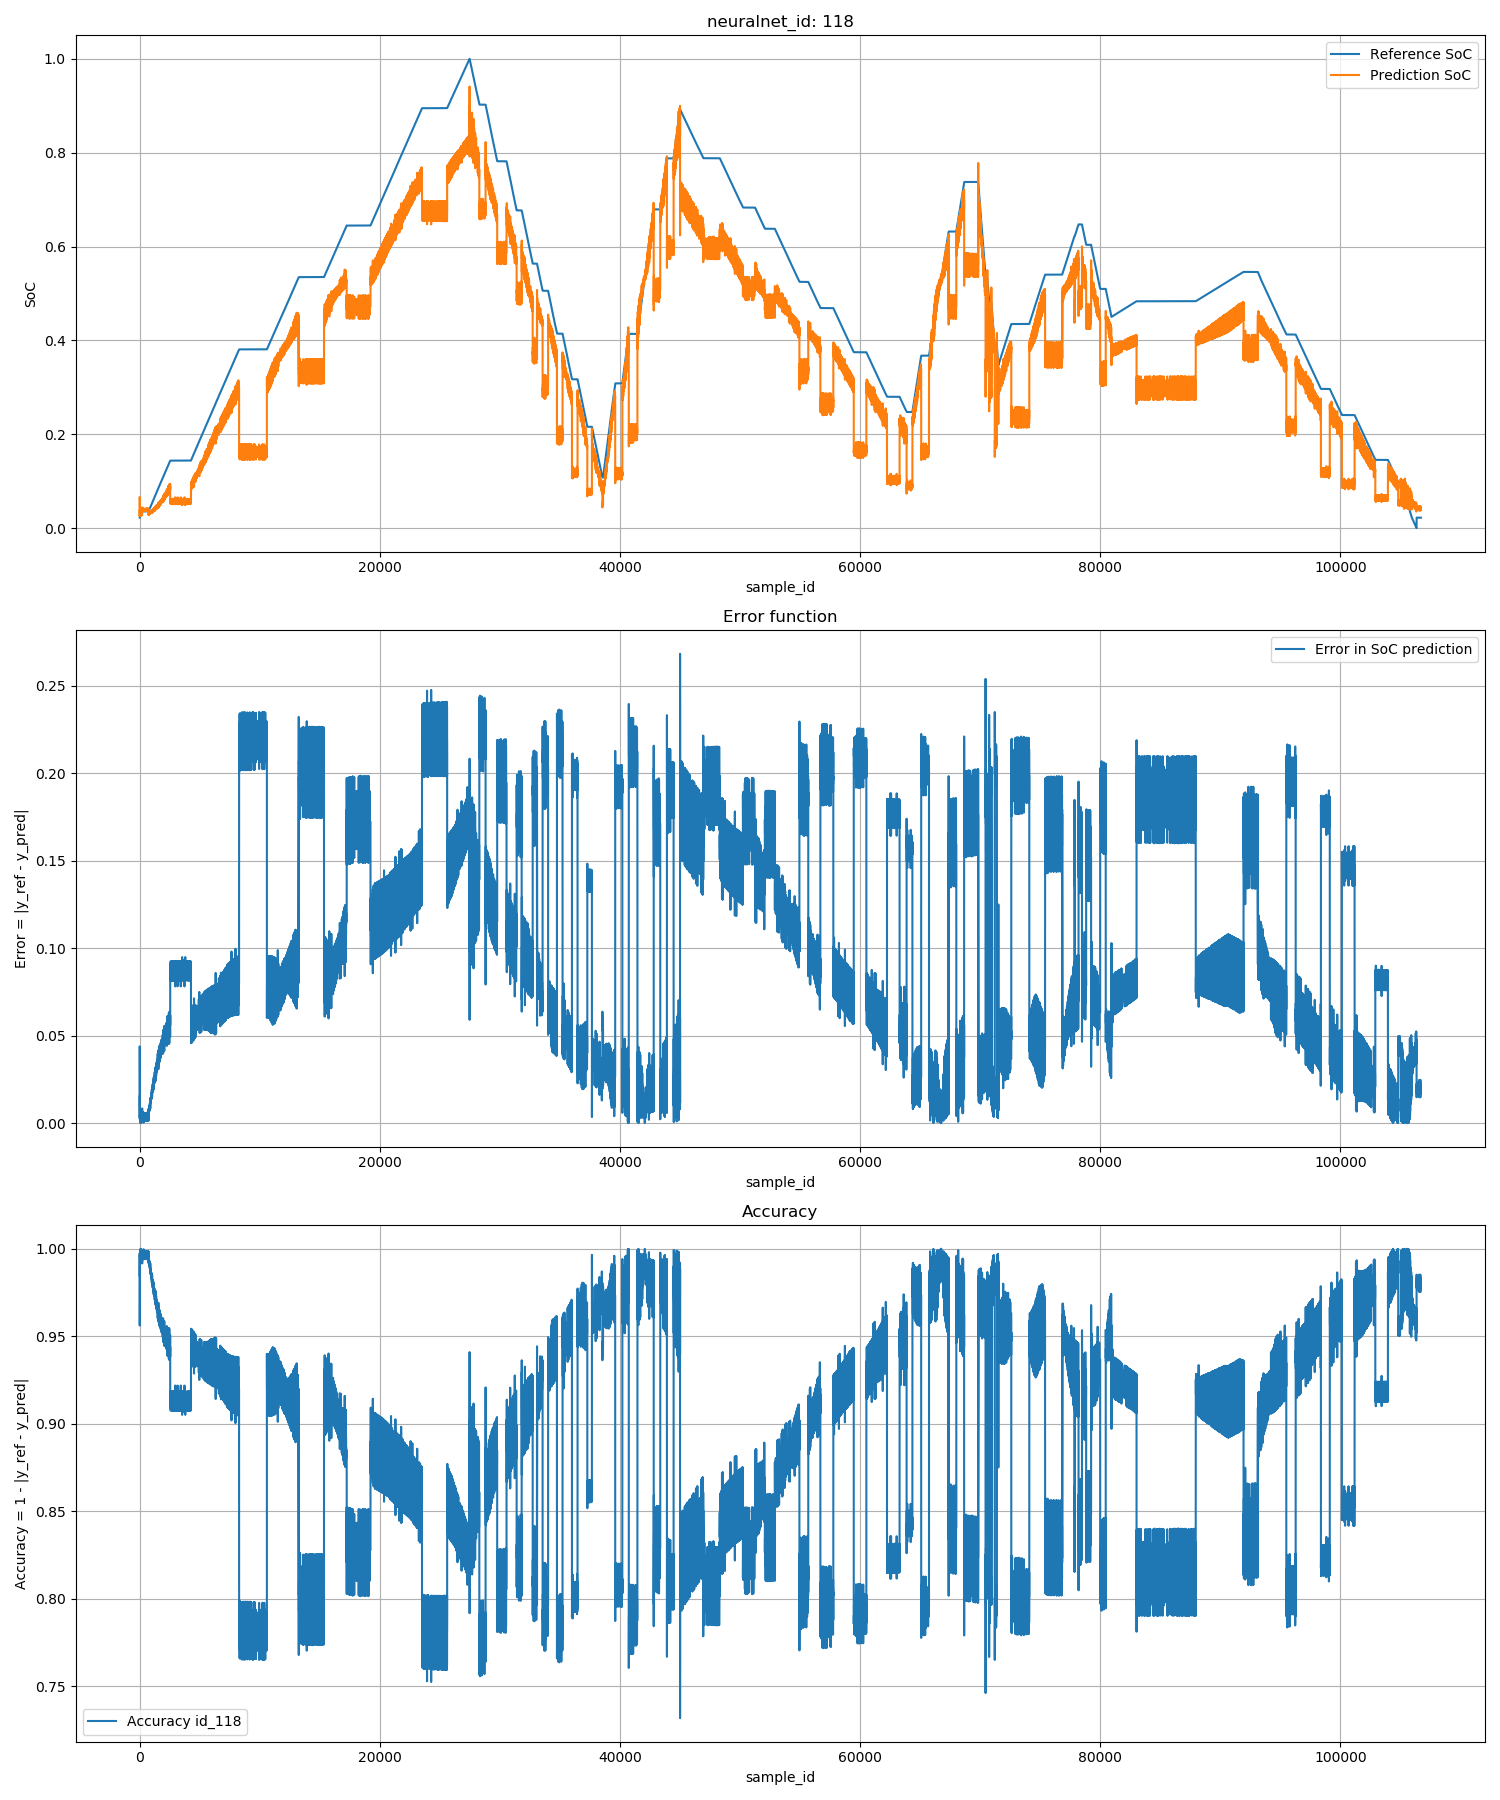 neuralnet_id: 118
Reference SoC
Prediction SoC
SoC
1.0
0.8
0.6
0.4
0.2
0.0
0 20000 40000 60000 80000 100000
sample_id
Error function
Error in SoC prediction
Error = |y_ref - y_pred|
0.25
0.20
0.15
0.10
0.05
0.00
0 20000 40000 60000 80000 100000
sample_id
Accuracy
Accuracy = 1 - |y_ref - y_pred|
1.00
0.95
0.90
0.85
0.80
0.75
Accuracy id_118
0 20000 40000 60000 80000 100000
sample_id